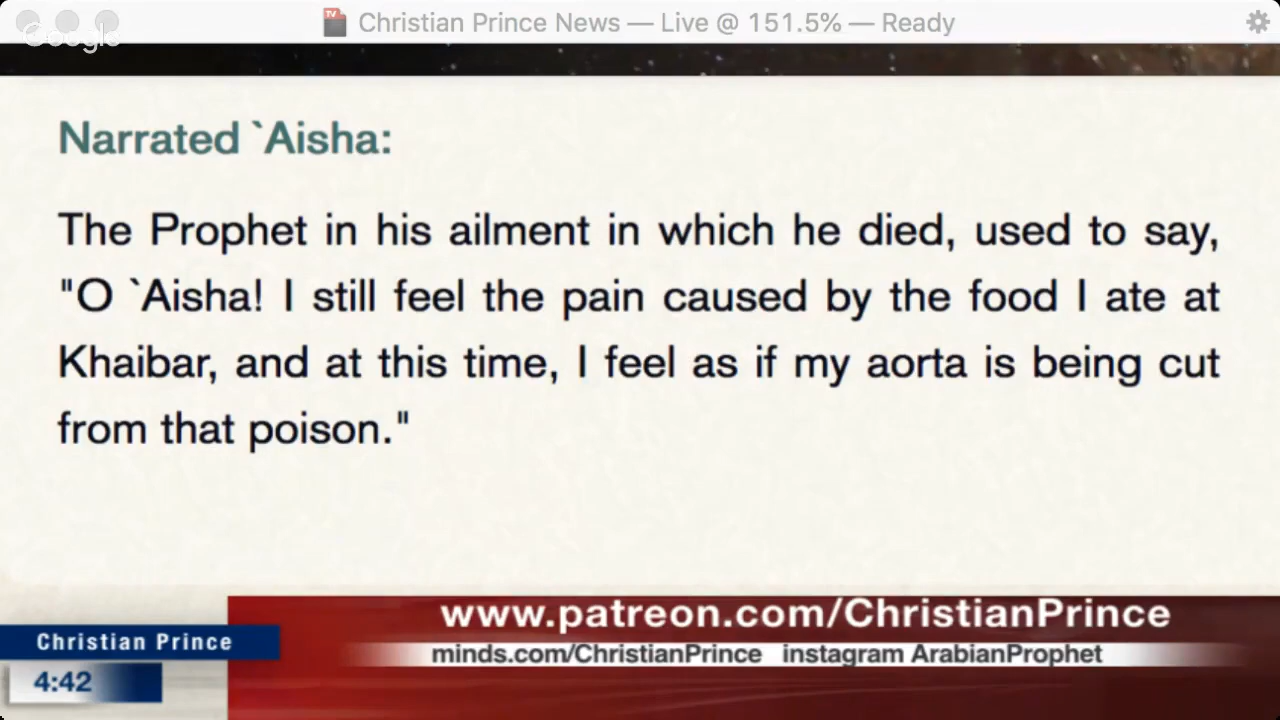 Google
Christian Prince News — Live @ 151.5% — Ready
Narrated `Aisha:
The Prophet in his ailment in which he died, used to say,
"O `Aisha! I still feel the pain caused by the food I ate at
Khaibar, and at this time, I feel as if my aorta is being cut
from that poison."
www.patreon.com/ChristianPrince
Christian Prince
minds.com/ChristianPrince instagram ArabianProphet
4:42